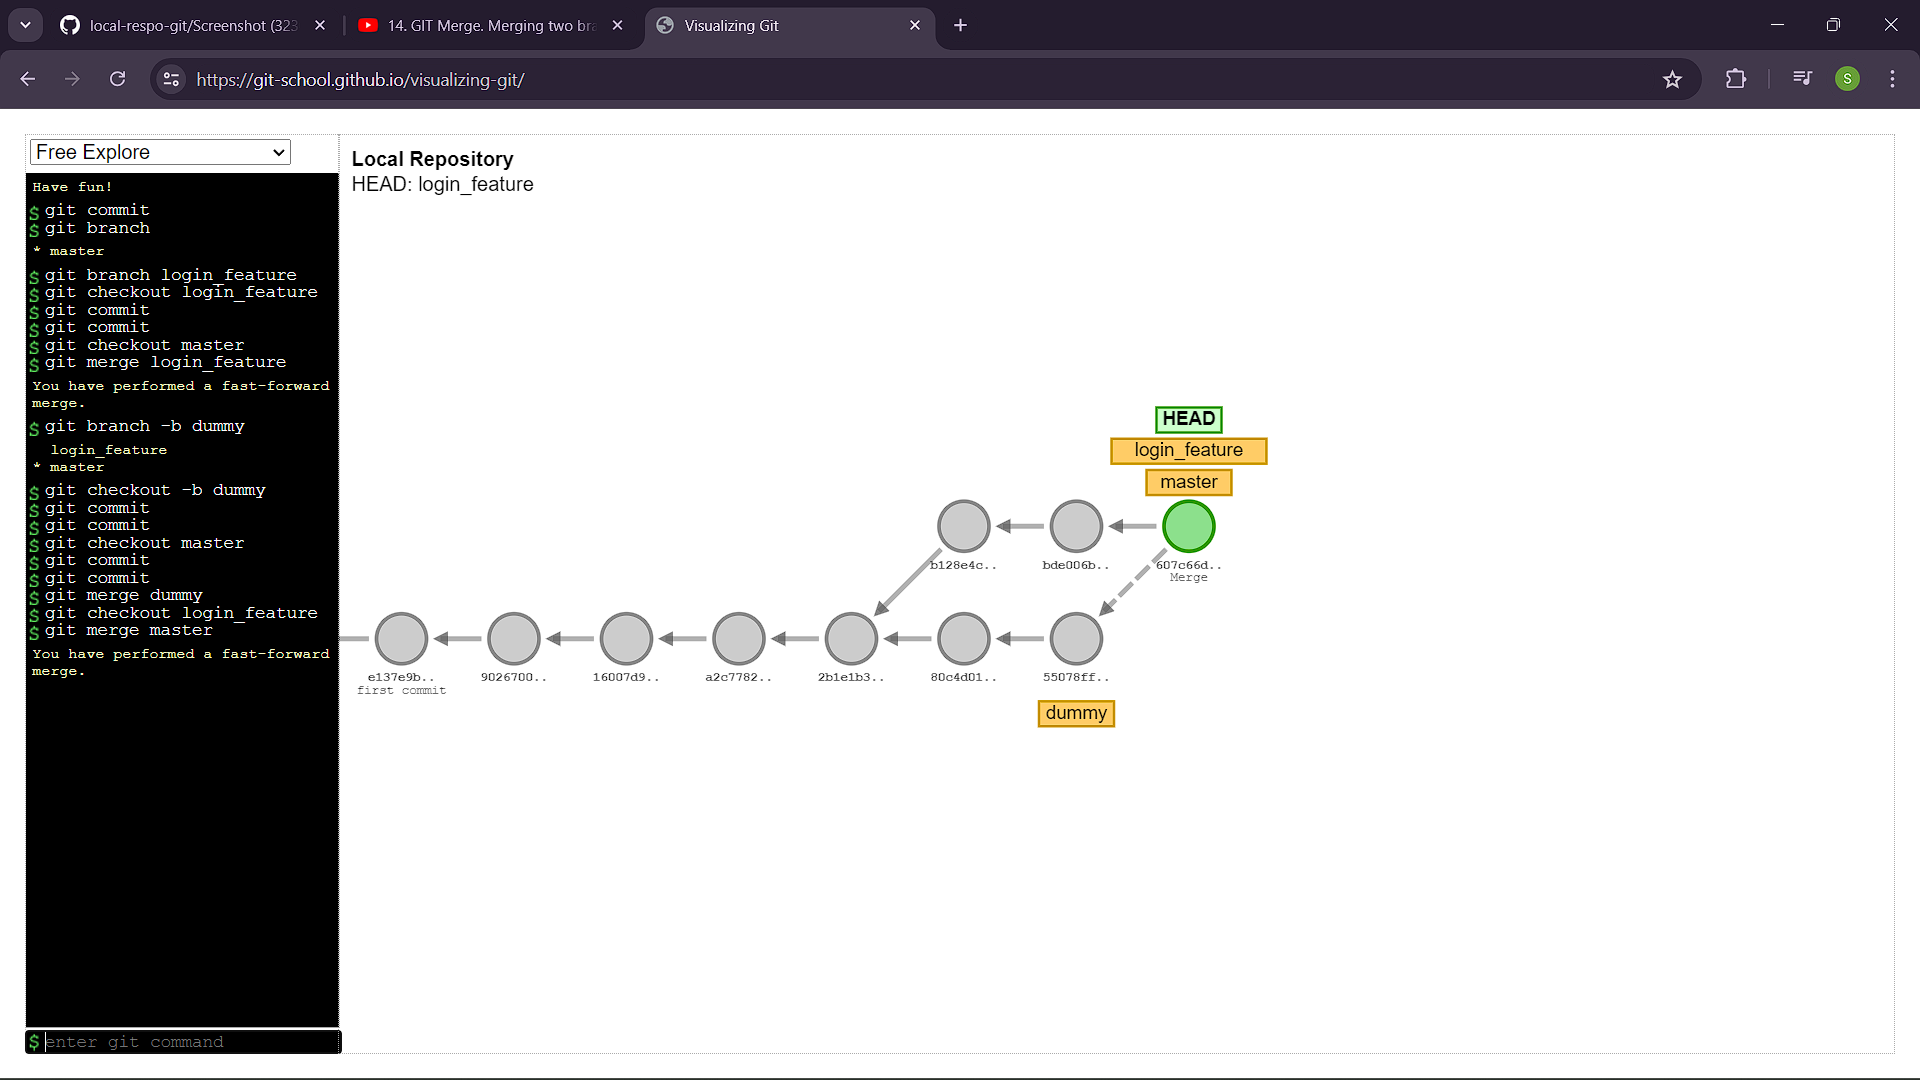 local-respo-git/Screenshot (323
14. GIT Merge. Merging two bra
Visualizing Git
https://git-school.github.io/visualizing-git/
S
Free Explore
Have fun!
$ git commit
$ git branch
* master
$ git branch login_feature
$ git checkout login_feature
$ git commit
$ git commit
$ git checkout master
$ git merge login_feature
You have performed a fast-forward
merge.
$ git branch -b dummy
login_feature
* master
$ git checkout -b dummy
$ git commit
$ git commit
$ git checkout master
$ git commit
$ git commit
$ git merge dummy
$ git checkout login_feature
$ git merge master
You have performed a fast-forward
merge.
$ enter git command
Local Repository
HEAD: login_feature
HEAD
login_feature
master
b128e4c..
bde006b..
607c66d..
Merge
e137e9b..
first commit
9026700..
16007d9..
a2c7782..
2b1e1b3..
80c4d01..
55078ff..
dummy